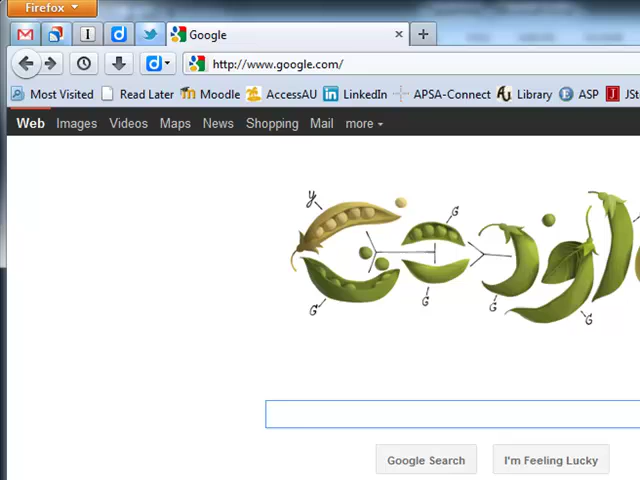 Firefox
Google
http://www.google.com/
Most Visited Read Later Moodle AccessAU LinkedIn APSA-Connect Library ASP JSt
Web Images Videos Maps News Shopping Mail more
y
G
G
G
G
G
Google Search I'm Feeling Lucky